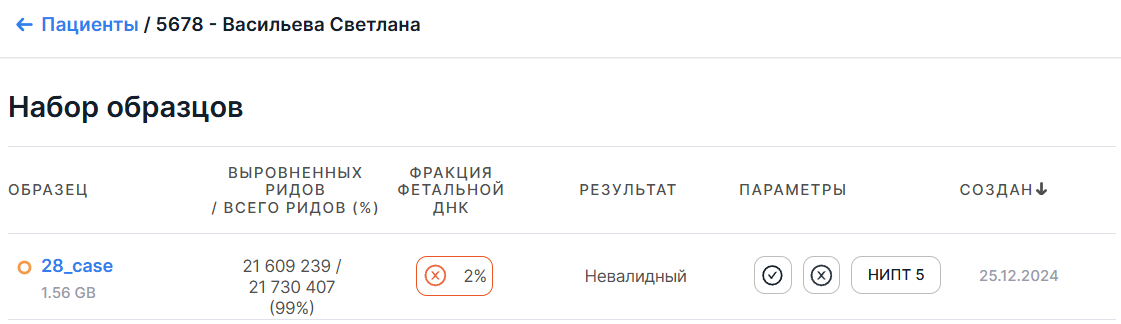 Пациенты / 5678 - Васильева Светлана
Набор образцов
ОБРАЗЕЦ
ВЫРОВНЕННЫХ
РИДОВ
/ ВСЕГО РИДОВ (%)
ФРАКЦИЯ
ФЕТАЛЬНОЙ
ДНК
РЕЗУЛЬТАТ
ПАРАМЕТРЫ
СОЗДАН
28_case
1.56 GB
21 609 239 /
21 730 407
(99%)
2%
Невалидный
НИПТ 5
25.12.2024